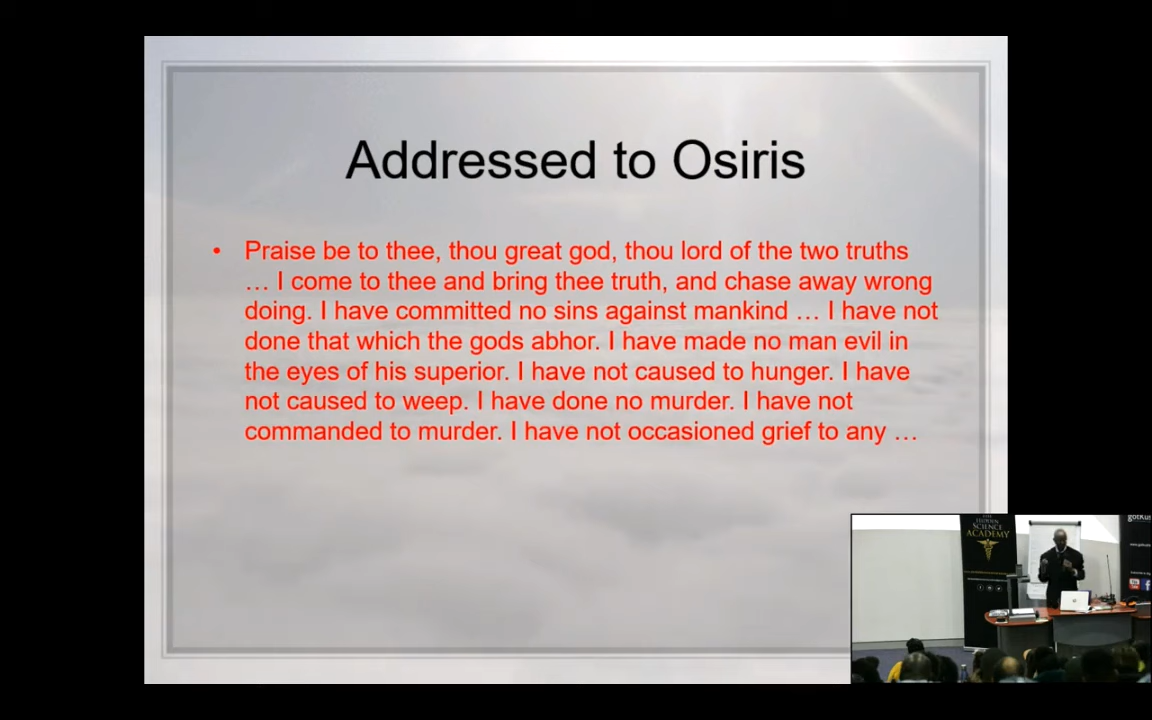 Addressed to Osiris
• Praise be to thee, thou great god, thou lord of the two truths
… I come to thee and bring thee truth, and chase away wrong
doing. I have committed no sins against mankind … I have not
done that which the gods abhor. I have made no man evil in
the eyes of his superior. I have not caused to hunger. I have
not caused to weep. I have done no murder. I have not
commanded to murder. I have not occasioned grief to any …
SCIENCE
ACADEMY